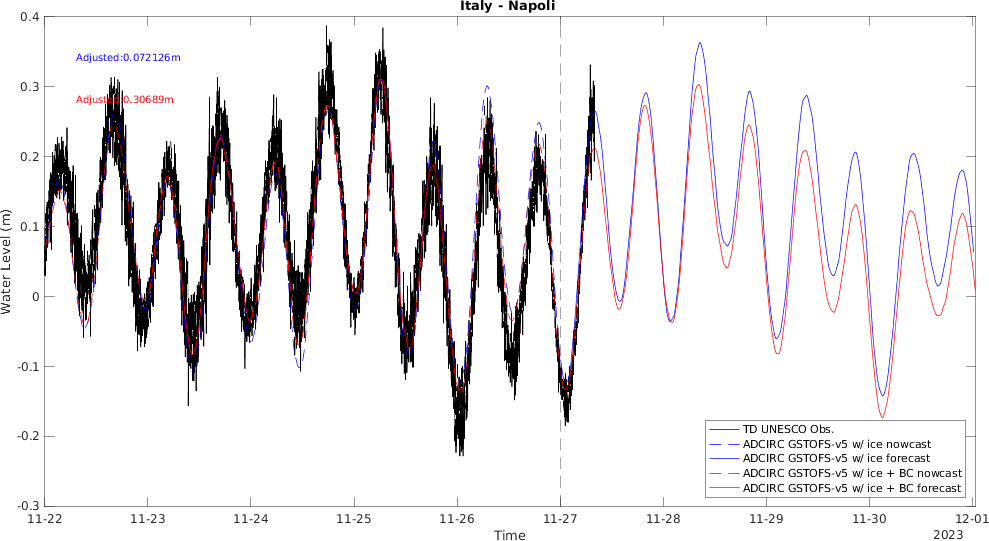 Italy - Napoli
Adjusted:0.072126m
Adjusted:0.30689m
0.4
0.3
0.2
0.1
0
-0.1
-0.2
-0.3
Water Level (m)
TD UNESCO Obs.
ADCIRC GSTOFS-v5 w/ ice nowcast
ADCIRC GSTOFS-v5 w/ ice forecast
ADCIRC GSTOFS-v5 w/ ice + BC nowcast
ADCIRC GSTOFS-v5 w/ ice + BC forecast
11-22 11-23 11-24 11-25 11-26 11-27 11-28 11-29 11-30 12-01
Time
2023